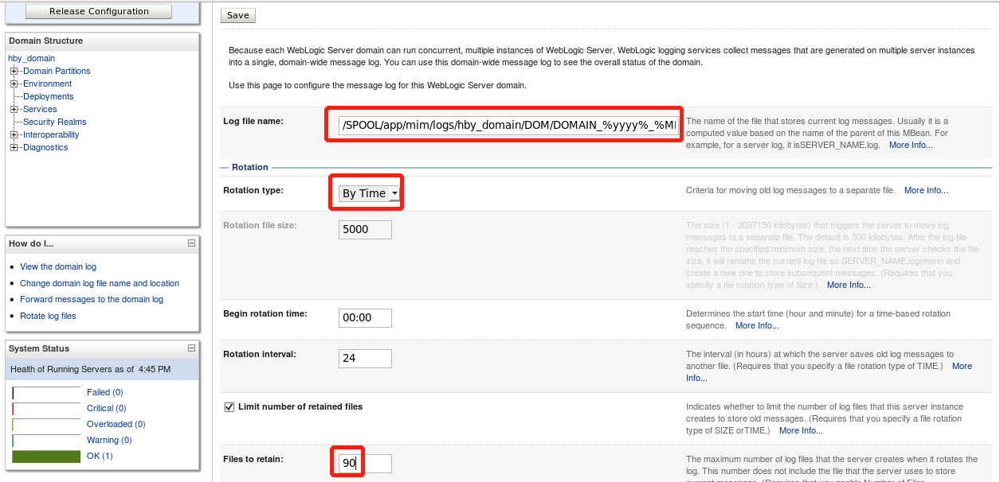 Release Configuration
Domain Structure
hby_domain
Domain Partitions
Environment
Deployments
Services
Security Realms
Interoperability
Diagnostics
How do I...
View the domain log
Change domain log file name and location
Forward messages to the domain log
Rotate log files
System Status
Health of Running Servers as of 4:45 PM
Failed (0)
Critical (0)
Overloaded (0)
Warning (0)
OK (1)
Save
Because each WebLogic Server domain can run concurrent, multiple instances of WebLogic Server, WebLogic logging services collect messages that are generated on multiple server instances
into a single, domain-wide message log. You can use this domain-wide message log to see the overall status of the domain.
Use this page to configure the message log for this WebLogic Server domain.
Log file name:
/SPOOL/app/mim/logs/hby_domain/DOM/DOMAIN_%yyyy%_%M
The name of the file that stores current log messages. Usually it is a
computed value based on the name of the parent of this MBean. For
example, for a server log, it isSERVER_NAME.log. More Info...
Rotation
Rotation type:
By Time
Criteria for moving old log messages to a separate file. More Info...
Rotation file size:
5000
The size (1 - 2097150 kilobytes) that triggers the server to move log
messages to a separate file. The default is 500 kilobytes. After the log file
reaches the specified minimum size, the next time the server checks the file
size, it will rename the current log file as SERVER_NAME.lognnnnn and
create a new one to store subsequent messages. (Requires that you
specify a file rotation type of Size.) More Info...
Begin rotation time:
00:00
Determines the start time (hour and minute) for a time-based rotation
sequence. More Info...
Rotation interval:
24
The interval (in hours) at which the server saves old log messages to
another file. (Requires that you specify a file rotation type of TIME.) More
Info...
Limit number of retained files
Indicates whether to limit the number of log files that this server instance
creates to store old messages. (Requires that you specify a file rotation
type of SIZE orTIME.) More Info...
Files to retain:
90
The maximum number of log files that the server creates when it rotates the
log. This number does not include the file that the server uses to store
current messages. (Requires that you enable Number of Files